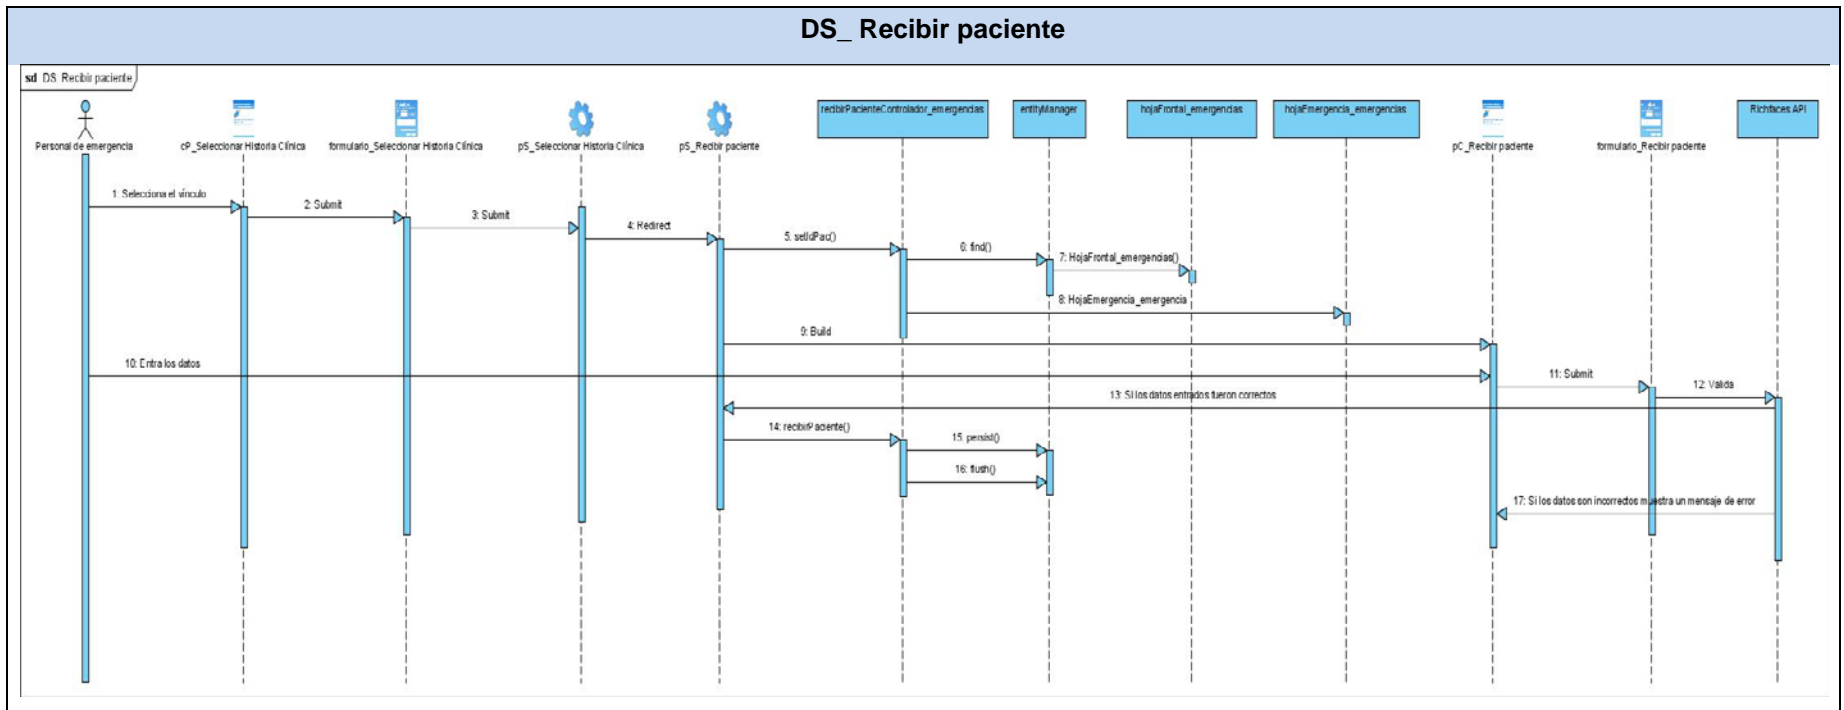 DS_ Recibir paciente
sd DS: Recibir paciente
Personal de emergencia
cP_Seleccionar Historia Clínica
formulario_Seleccionar Historia Clínica
pS_Seleccionar Historia Clínica
pS_Recibir paciente
recibirPacienteControlador_emergencias
entityManager
hojaFrontal_emergencias
hojaEmergencia_emergencias
pC_Recibir paciente
formulario_Recibir paciente
Richfaces API
1: Selecciona el vínculo
2: Submit
3: Submit
4: Redirect
5: setIdPac()
6: find()
7: HojaFrontal_emergencias()
8: HojaEmergencia_emergencia
9: Build
10: Entra los datos
11: Submit
12: Valida
13: Si los datos entrados fueron correctos
14: recibirPaciente()
15: persist()
16: flush()
17: Si los datos son incorrectos muestra un mensaje de error